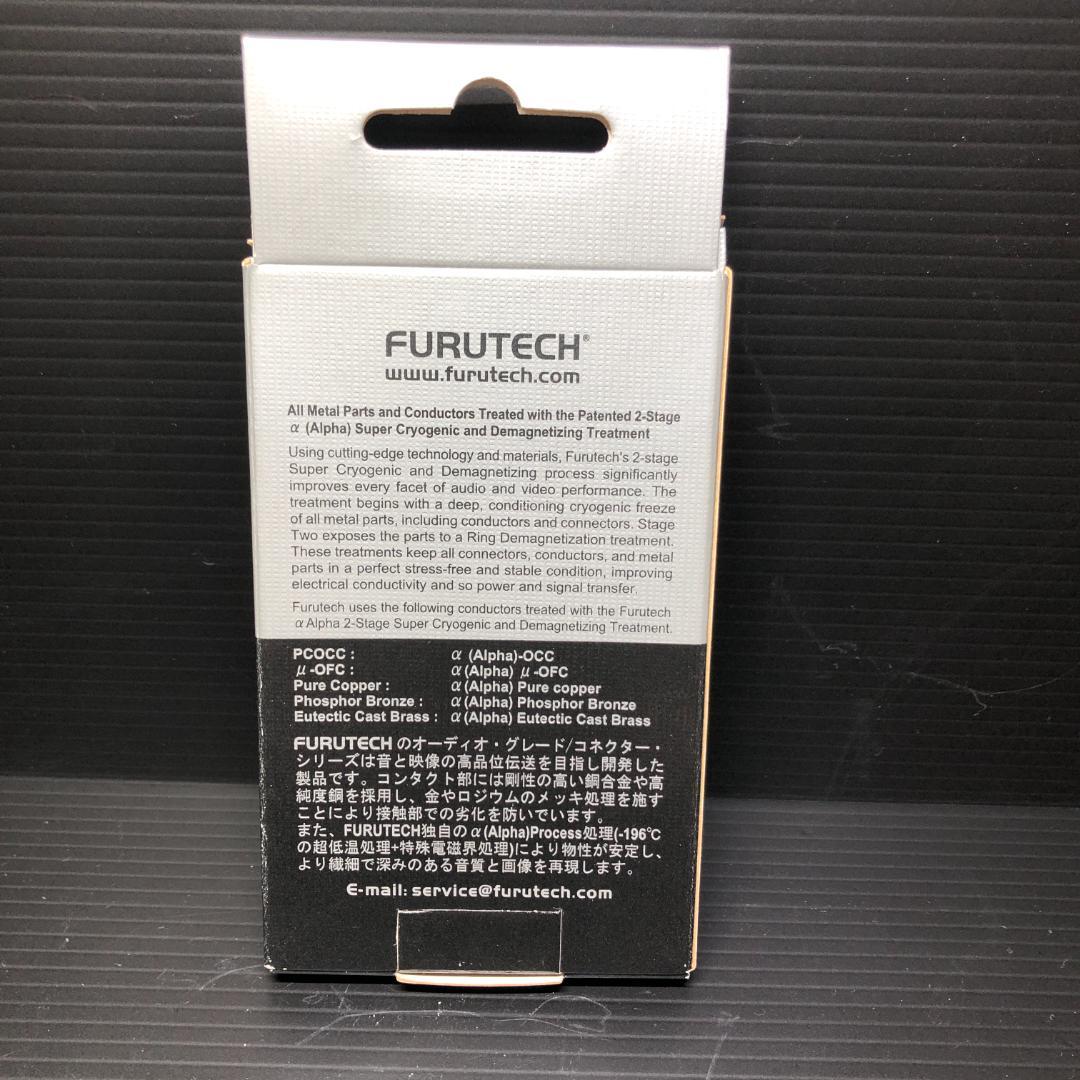 FURUTECH®
www.furutech.com
All Metal Parts and Conductors Treated with the Patented 2-Stage
α (Alpha) Super Cryogenic and Demagnetizing Treatment
Using cutting-edge technology and materials, Furutech's 2-stage
Super Cryogenic and Demagnetizing process significantly
improves every facet of audio and video performance. The
treatment begins with a deep, conditioning cryogenic freeze
of all metal parts, including conductors and connectors. Stage
Two exposes the parts to a Ring Demagnetization treatment.
These treatments keep all connectors, conductors, and metal
parts in a perfect stress-free and stable condition, improving
electrical conductivity and so power and signal transfer.
Furutech uses the following conductors treated with the Furutech
α Alpha 2-Stage Super Cryogenic and Demagnetizing Treatment.
PCOCC : α (Alpha)-OCC
μ-OFC : α (Alpha) μ-OFC
Pure Copper : α (Alpha) Pure copper
Phosphor Bronze : α (Alpha) Phosphor Bronze
Eutectic Cast Brass : α (Alpha) Eutectic Cast Brass
FURUTECH のオーディオ・グレード/コネクター・
シリーズは音と映像の高品位伝送を目指し開発した
製品です。コンタクト部には剛性の高い銅合金や高
純度銅を採用し、金やロジウムのメッキ処理を施す
ことにより接触部での劣化を防いでいます。
また、FURUTECH独自のα(Alpha)Process処理(-196℃
の超低温処理+特殊電磁界処理)により物性が安定し、
より繊細で深みのある音質と画像を再現します。
E-mail: service@furutech.com